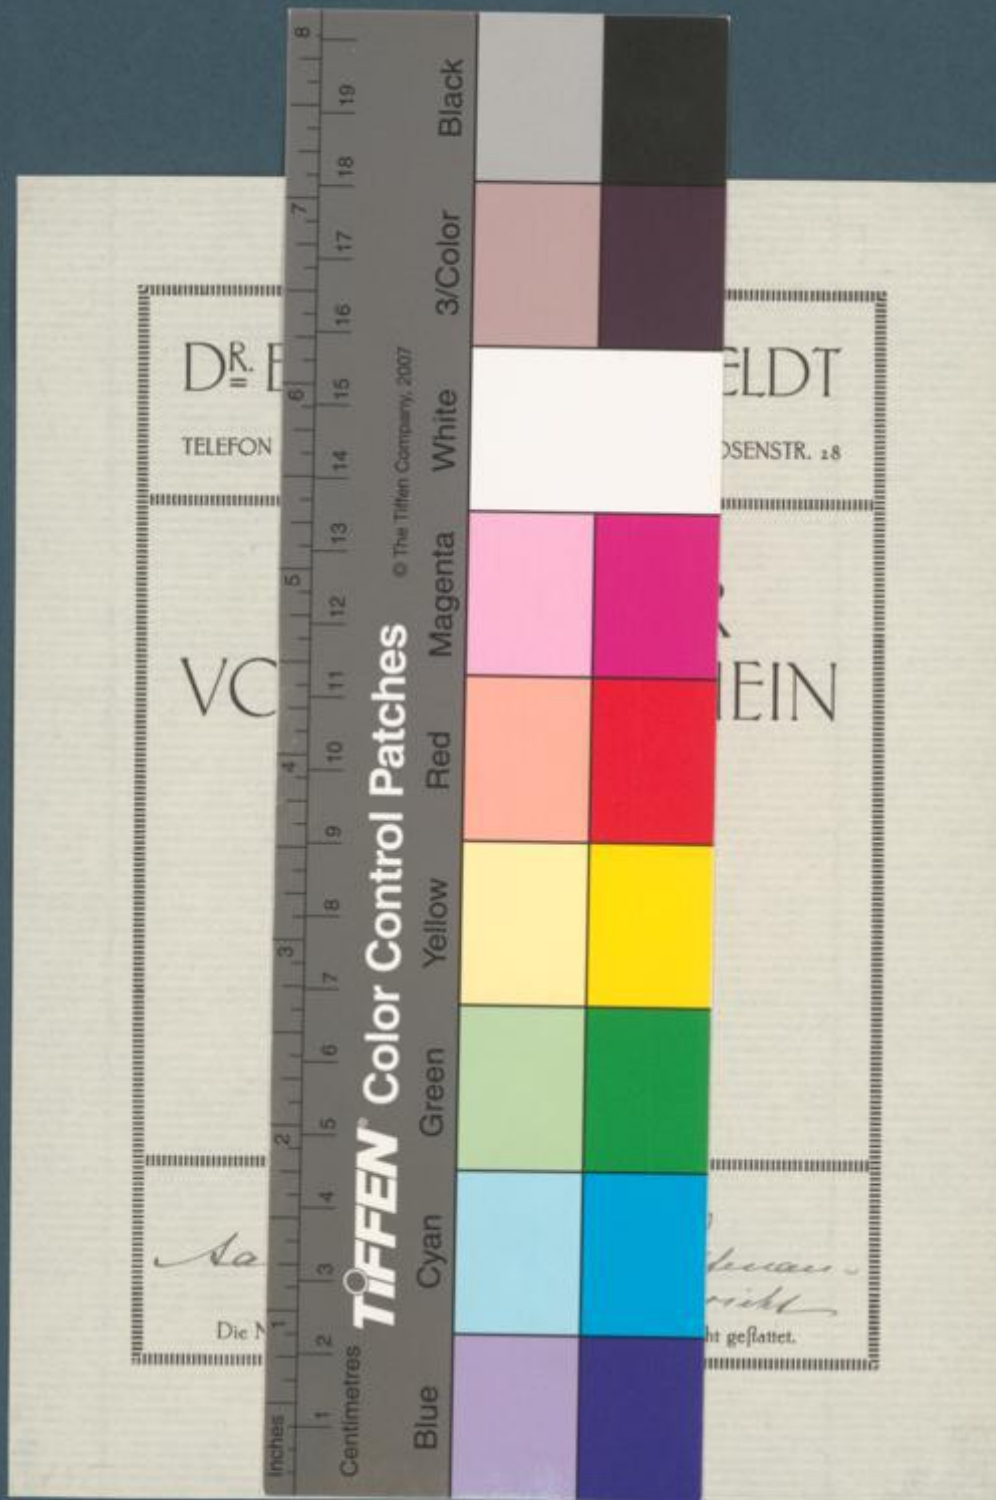 DR. E
ELDT
TELEFON
OSENSTR. 28
R
VO
HEIN
Aa
Die N
ht geſtattet.
Black
3/Color
White
Magenta
Red
Yellow
Green
Cyan
Blue
© The Tiffen Company, 2007
TIFFEN® Color Control Patches
Centimetres
1 2 3 4 5 6 7 8 9 10 11 12 13 14 15 16 17 18 19
Inches
1 2 3 4 5 6 7 8